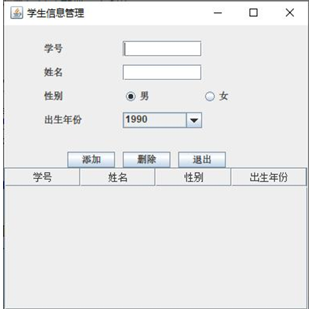 学生信息管理
学号
姓名
性别 男 女
出生年份 1990
添加 删除 退出
学号 姓名 性别 出生年份